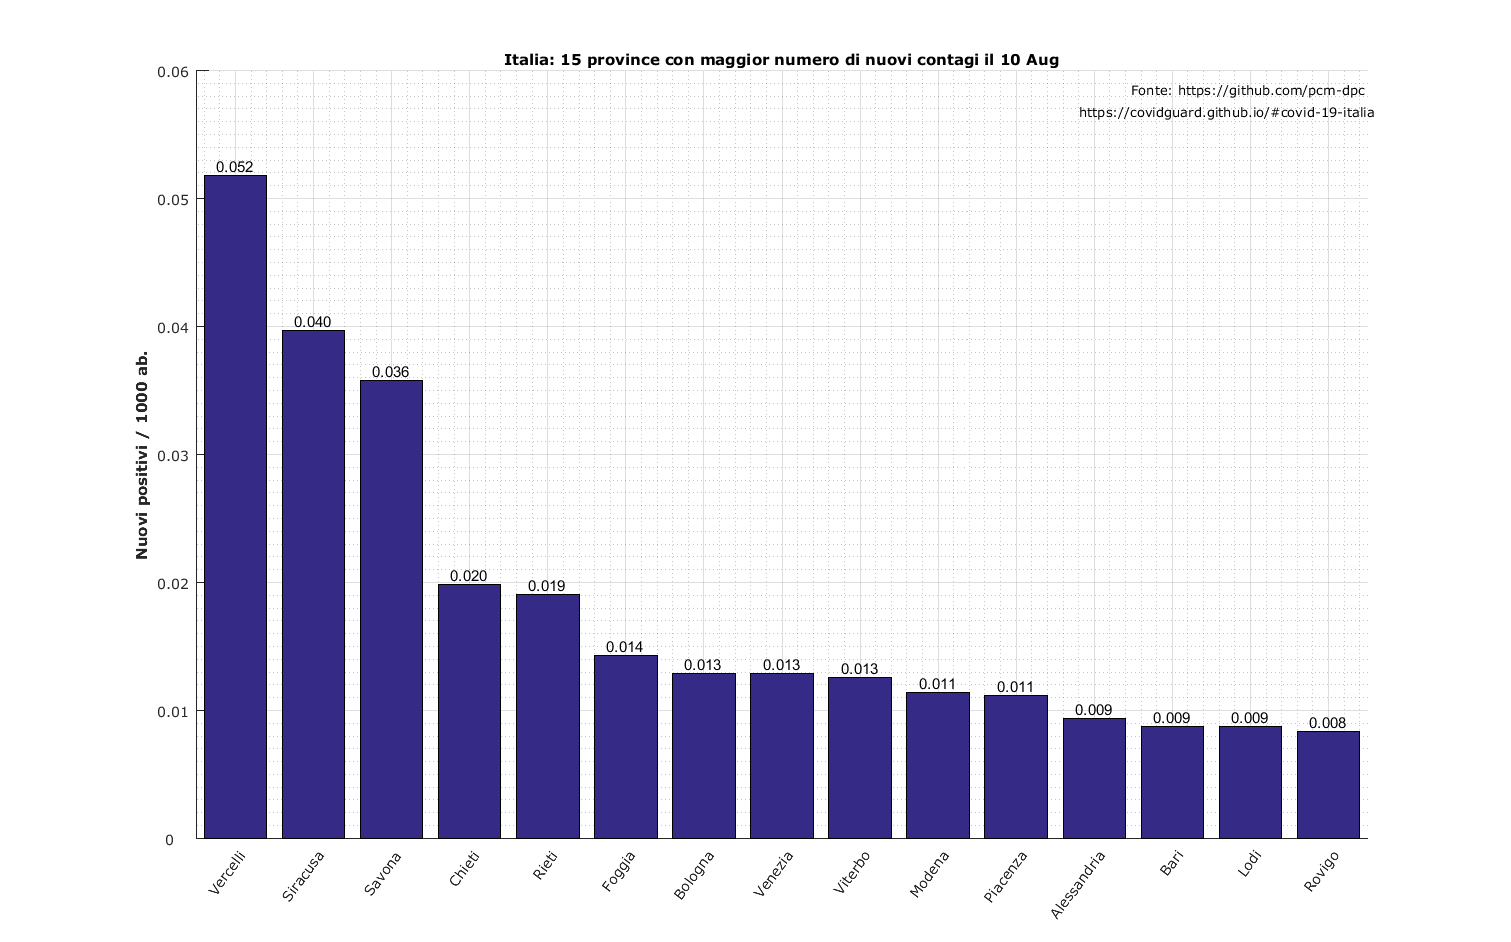 Italia: 15 province con maggior numero di nuovi contagi il 10 Aug
Fonte: https://github.com/pcm-dpc
https://covidguard.github.io/#covid-19-italia
Nuovi positivi / 1000 ab.
0.06
0.05
0.04
0.03
0.02
0.01
0
0.052
0.040
0.036
0.020
0.019
0.014
0.013
0.013
0.013
0.011
0.011
0.009
0.009
0.009
0.008
Vercelli
Siracusa
Savona
Chieti
Rieti
Foggia
Bologna
Venezia
Viterbo
Modena
Piacenza
Alessandria
Bari
Lodi
Rovigo